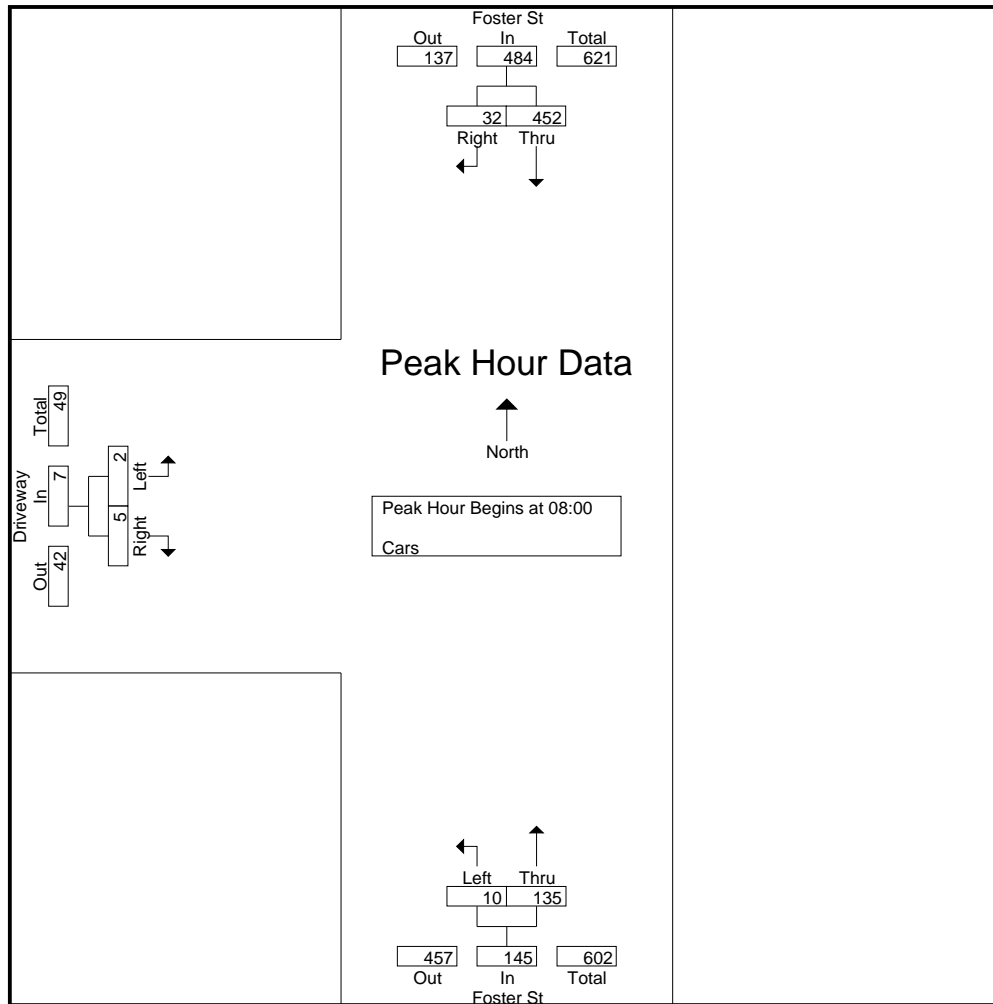 Foster St
Out In Total
137 484 621
32 452
Right Thru
Peak Hour Data
North
Peak Hour Begins at 08:00
Cars
Driveway
Out In Total
42 7 49
5 2
Right Left
Left Thru
10 135
457 145 602
Out In Total
Foster St